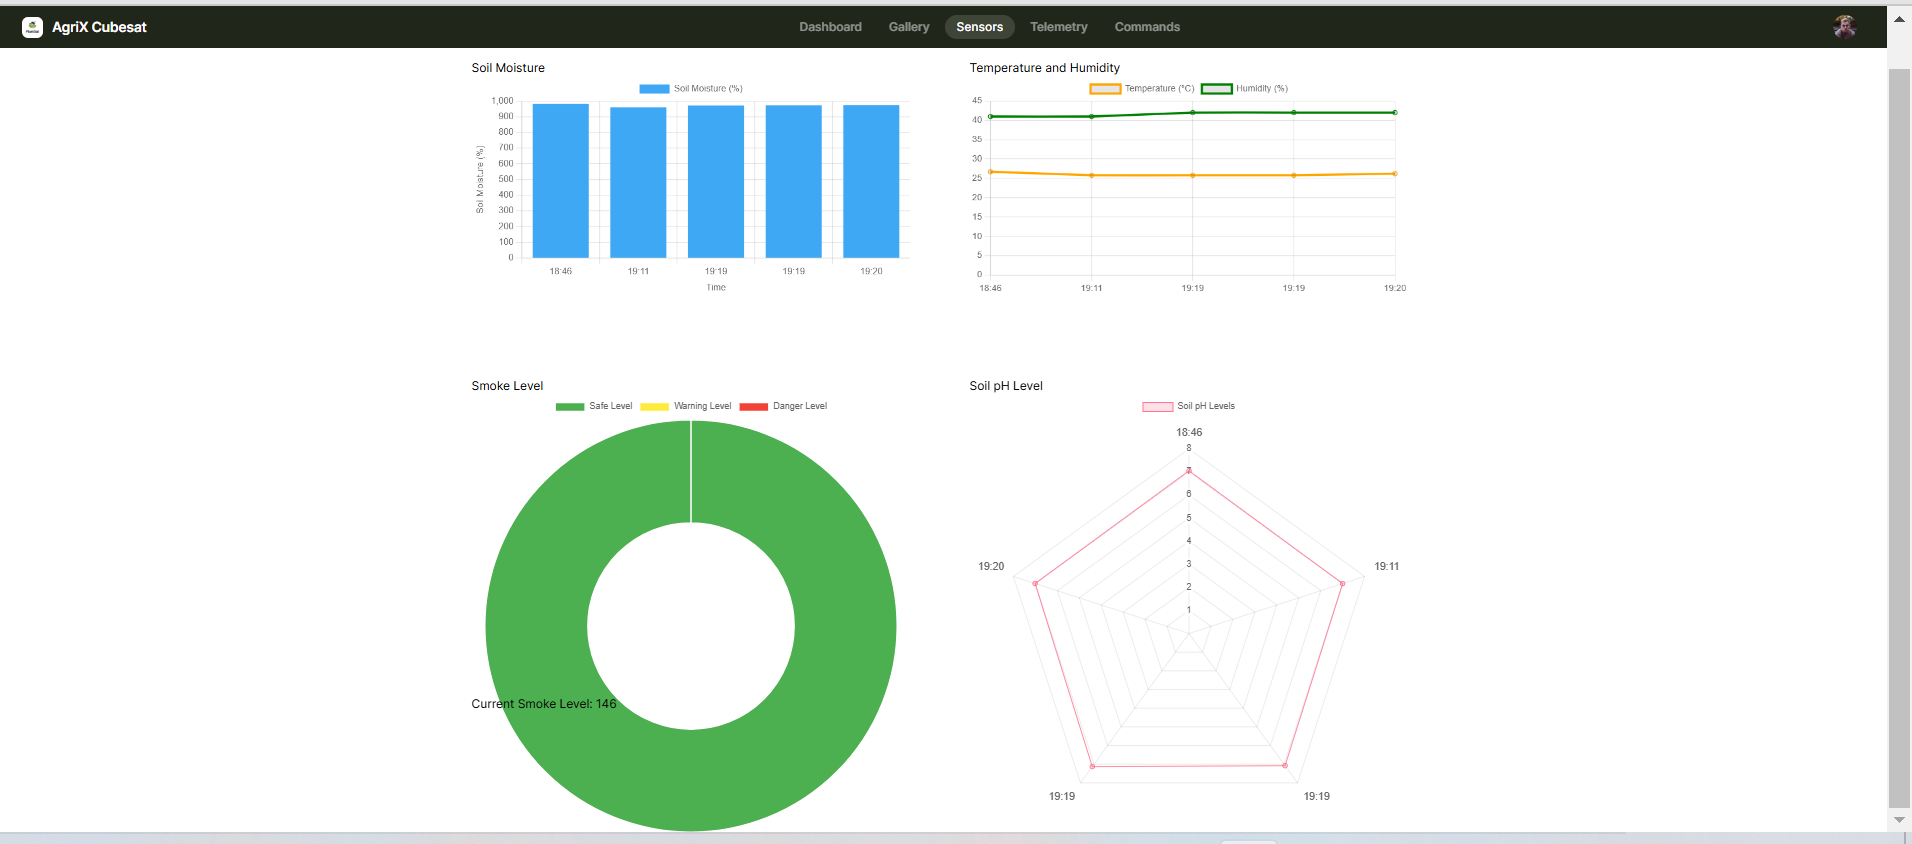 AgriX Cubesat
Dashboard Gallery Sensors Telemetry Commands
Soil Moisture
Soil Moisture (%)
Soil Moisture (%)
1,000
900
800
700
600
500
400
300
200
100
0
18:46 19:11 19:19 19:19 19:20
Time
Temperature and Humidity
Temperature (°C) Humidity (%)
45
40
35
30
25
20
15
10
5
0
18:46 19:11 19:19 19:19 19:20
Smoke Level
Safe Level Warning Level Danger Level
Current Smoke Level: 146
Soil pH Level
Soil pH Levels
18:46
8
7
6
5
4
3
2
1
19:20 19:11
19:19 19:19